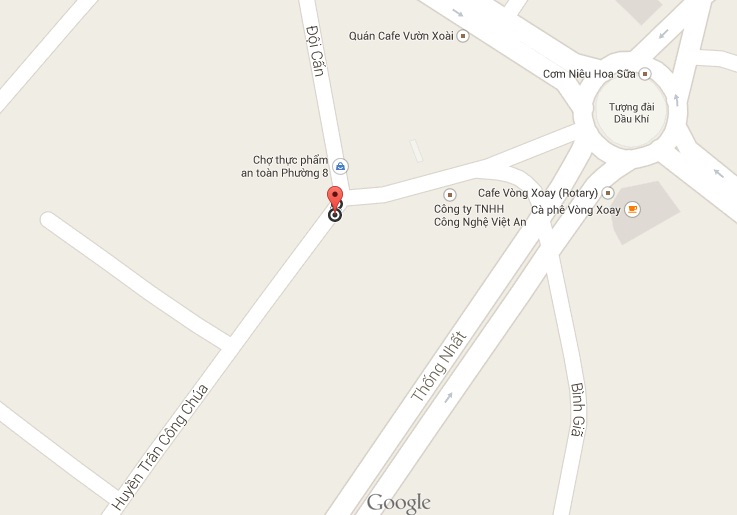 Đội Cấn
Quán Cafe Vườn Xoài
Cơm Niêu Hoa Sữa
Tượng đài
Dầu Khí
Chợ thực phẩm
an toàn Phường 8
Cafe Vòng Xoay (Rotary)
Công ty TNHH
Công Nghệ Việt An
Cà phê Vòng Xoay
Thống Nhất
Bình Giã
Huyền Trân Công Chúa
Google